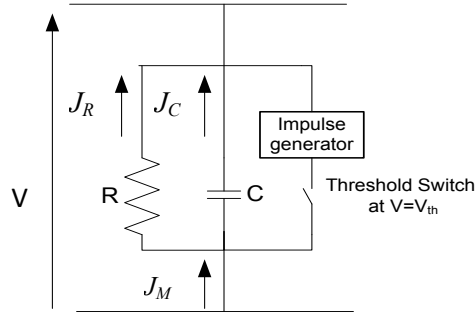 J_R
J_C
Impulse
generator
V
R
C
Threshold Switch
at V=V_th
J_M